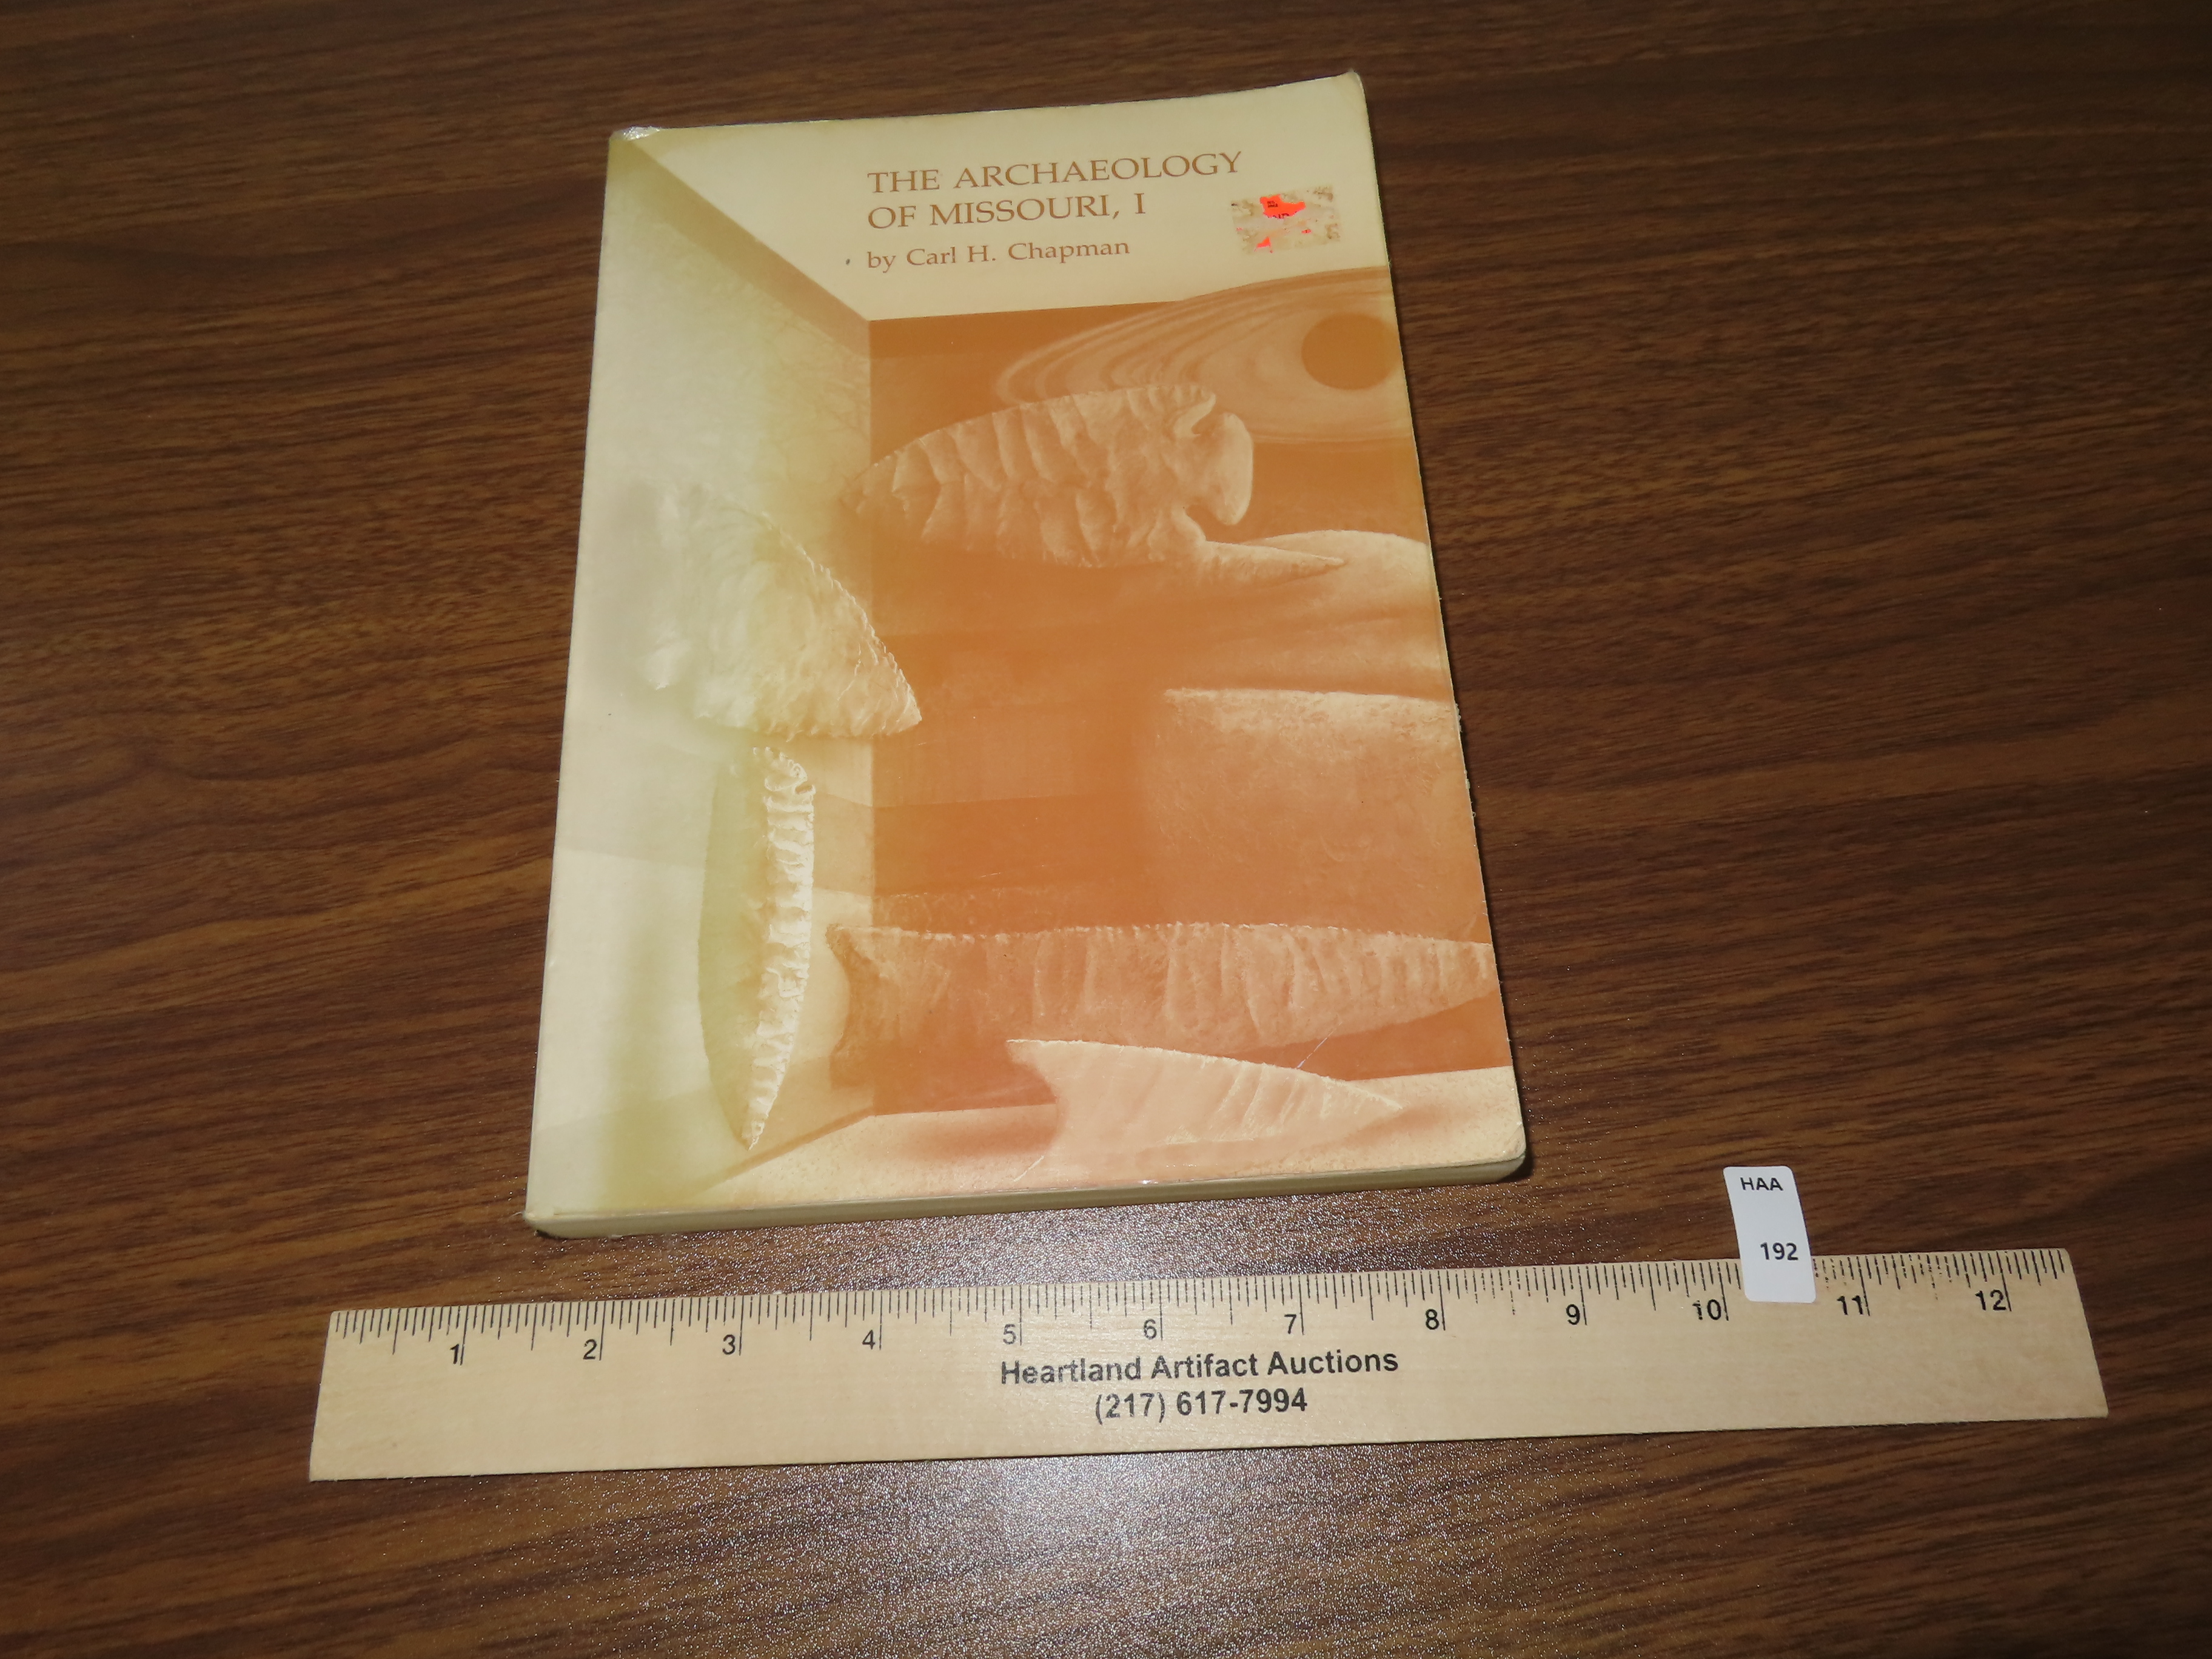 THE ARCHAEOLOGY
OF MISSOURI, I
by Carl H. Chapman
HAA
192
1 2 3 4 5 6 7 8 9 10 11 12
Heartland Artifact Auctions
(217) 617-7994